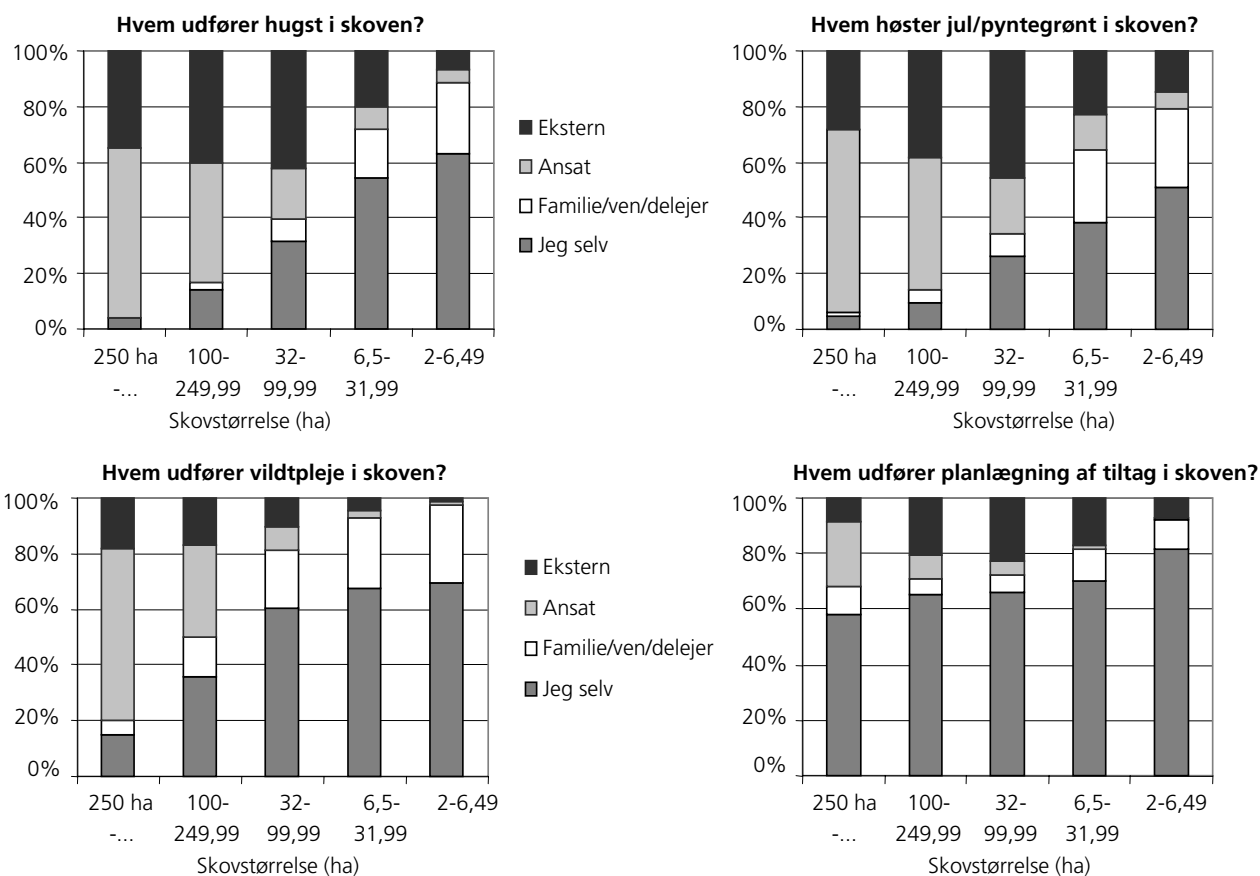 Hvem udfører hugst i skoven?
100%
80%
60%
40%
20%
0%
250 ha 100- 32- 6,5- 2-6,49
-... 249,99 99,99 31,99
Skovstørrelse (ha)
Ekstern
Ansat
Familie/ven/delejer
Jeg selv
Hvem høster jul/pyntegrønt i skoven?
100%
80%
60%
40%
20%
0%
250 ha 100- 32- 6,5- 2-6,49
-... 249,99 99,99 31,99
Skovstørrelse (ha)
Hvem udfører vildtpleje i skoven?
100%
80%
60%
40%
20%
0%
250 ha 100- 32- 6,5- 2-6,49
-... 249,99 99,99 31,99
Skovstørrelse (ha)
Ekstern
Ansat
Familie/ven/delejer
Jeg selv
Hvem udfører planlægning af tiltag i skoven?
100%
80%
60%
40%
20%
0%
250 ha 100- 32- 6,5- 2-6,49
-... 249,99 99,99 31,99
Skovstørrelse (ha)